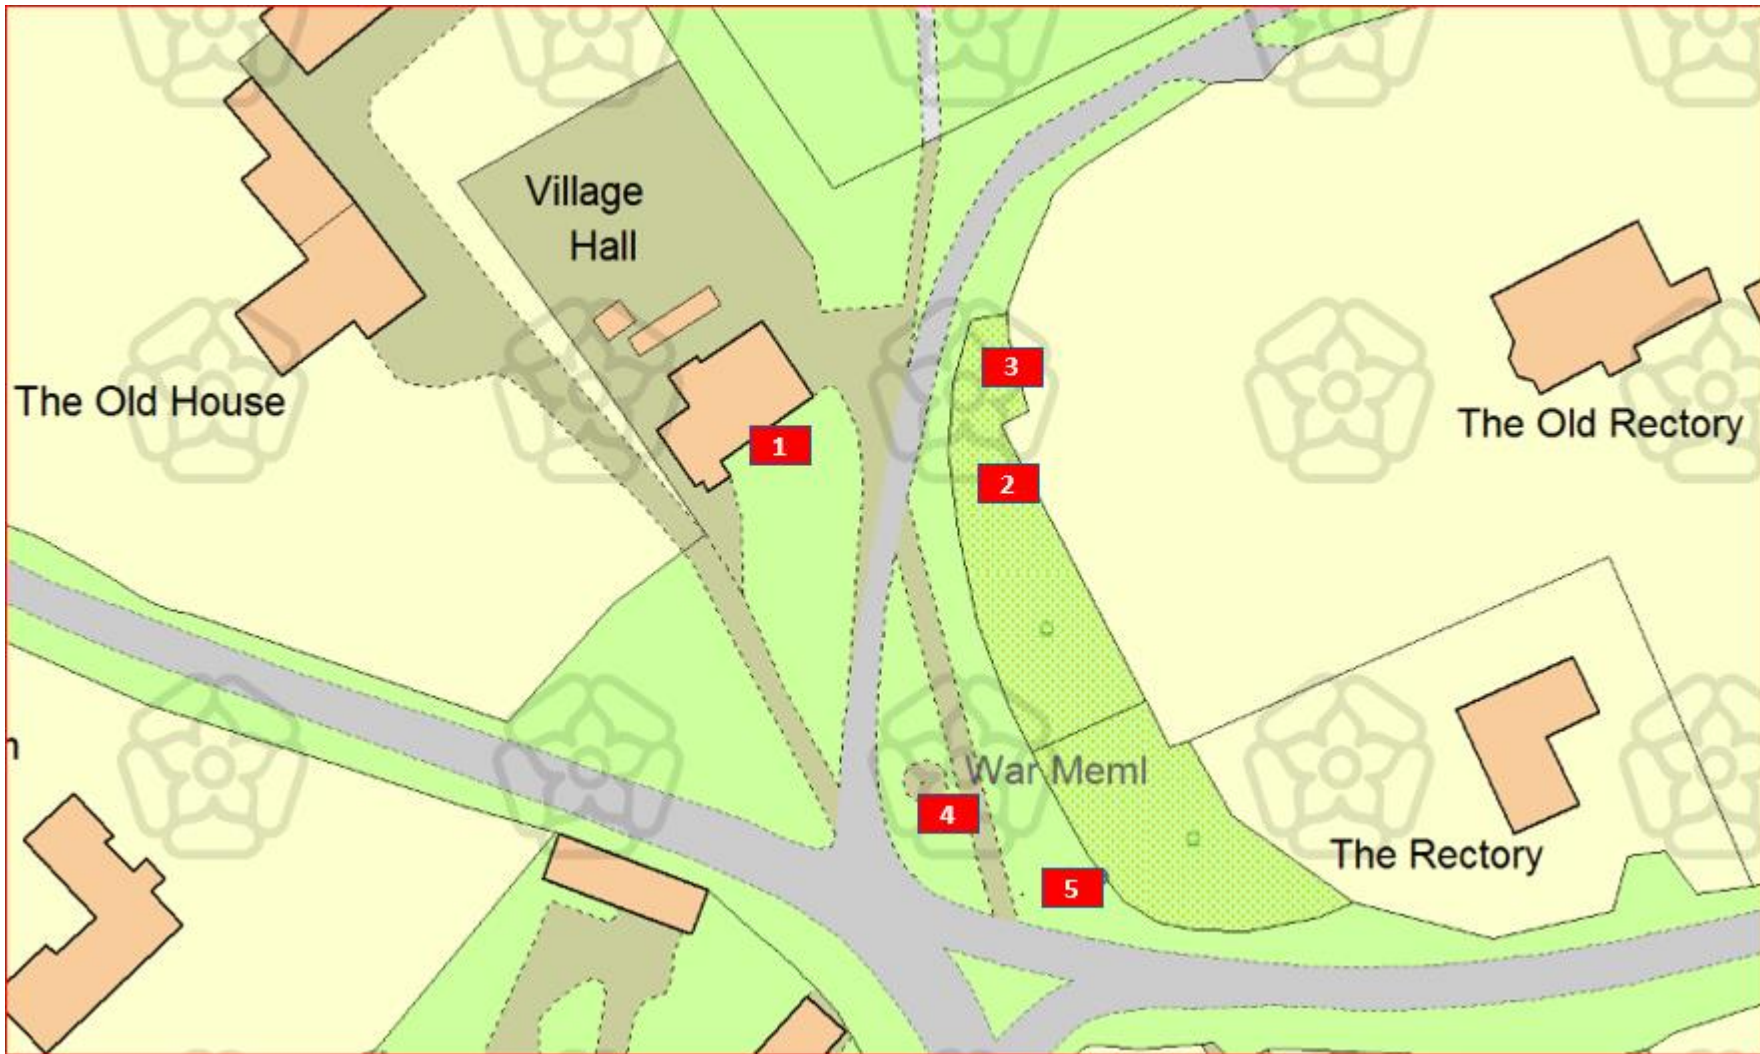 Village
Hall
3
The Old House
The Old Rectory
1
2
n
War Meml
4
The Rectory
5